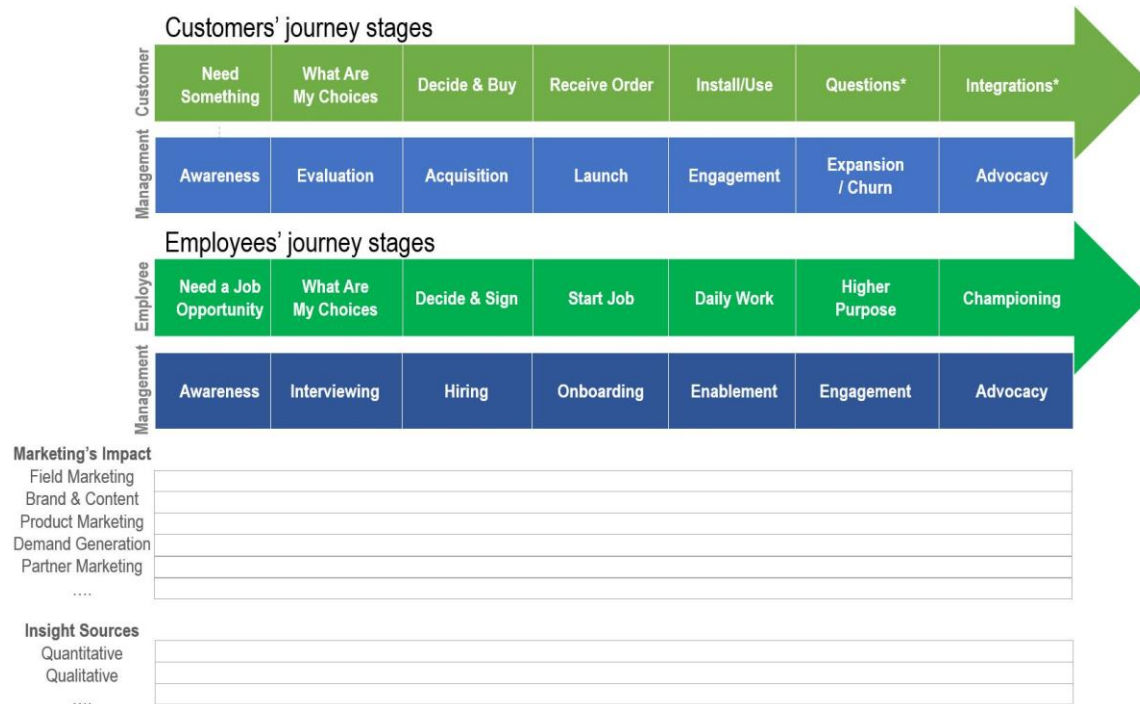 Customers’ journey stages
Customer
Need
Something
What Are
My Choices
Decide & Buy
Receive Order
Install/Use
Questions*
Integrations*
Management
Awareness
Evaluation
Acquisition
Launch
Engagement
Expansion
/ Churn
Advocacy
Employees’ journey stages
Employee
Need a Job
Opportunity
What Are
My Choices
Decide & Sign
Start Job
Daily Work
Higher
Purpose
Championing
Management
Awareness
Interviewing
Hiring
Onboarding
Enablement
Engagement
Advocacy
Marketing’s Impact
Field Marketing
Brand & Content
Product Marketing
Demand Generation
Partner Marketing
....
Insight Sources
Quantitative
Qualitative
....